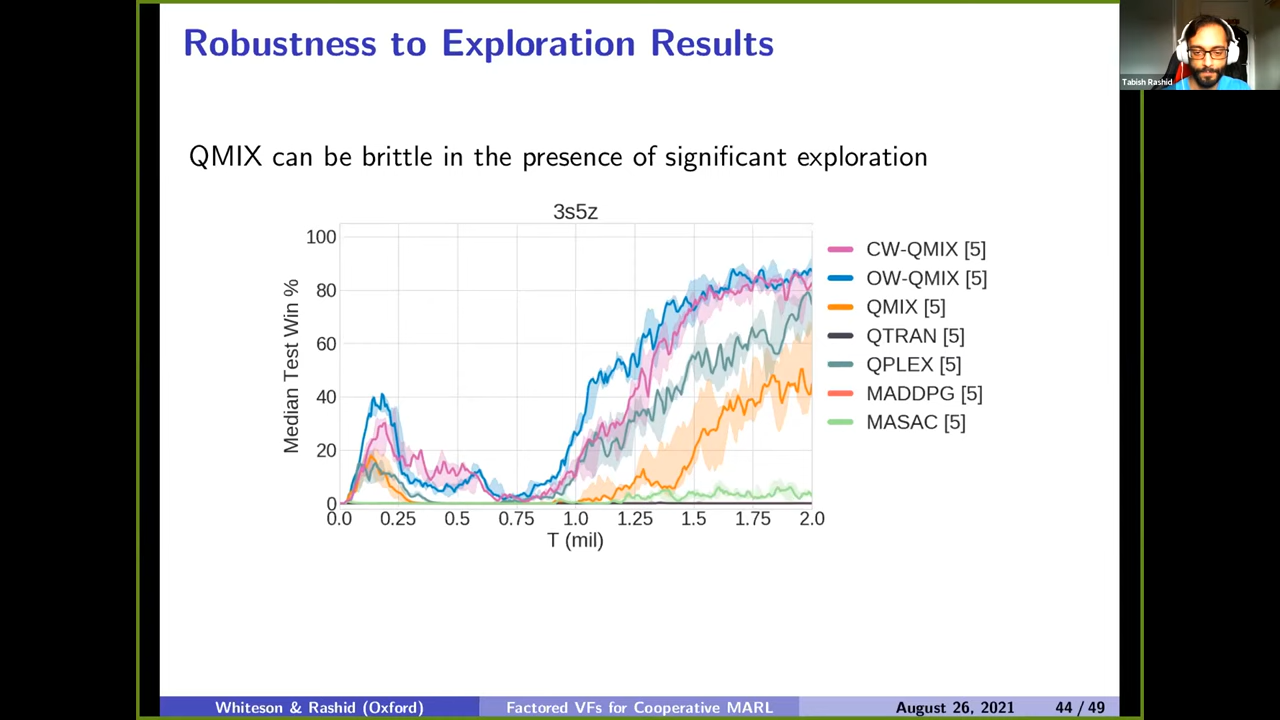 Robustness to Exploration Results
Tabish Rashid
QMIX can be brittle in the presence of significant exploration
3s5z
100
80
60
40
20
0
Median Test Win %
0.0 0.25 0.5 0.75 1.0 1.25 1.5 1.75 2.0
T (mil)
CW-QMIX [5]
OW-QMIX [5]
QMIX [5]
QTRAN [5]
QPLEX [5]
MADDPG [5]
MASAC [5]
Whiteson & Rashid (Oxford) Factored VFs for Cooperative MARL August 26, 2021 44 / 49